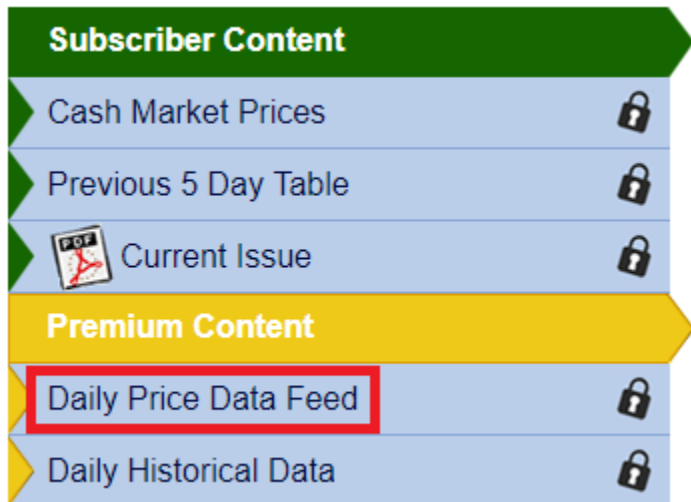 Subscriber Content
Cash Market Prices
Previous 5 Day Table
PDF Current Issue
Premium Content
Daily Price Data Feed
Daily Historical Data